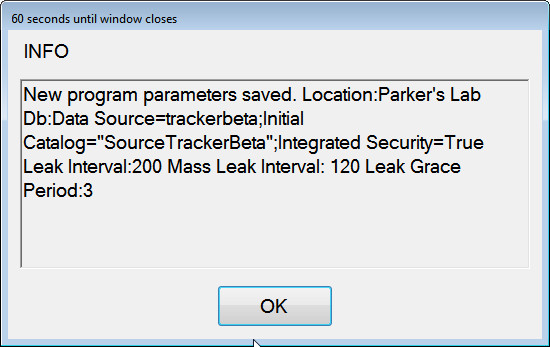 60 seconds until window closes
INFO
New program parameters saved. Location:Parker's Lab
Db:Data Source=trackerbeta;Initial
Catalog="SourceTrackerBeta";Integrated Security=True
Leak Interval:200 Mass Leak Interval: 120 Leak Grace
Period:3
OK